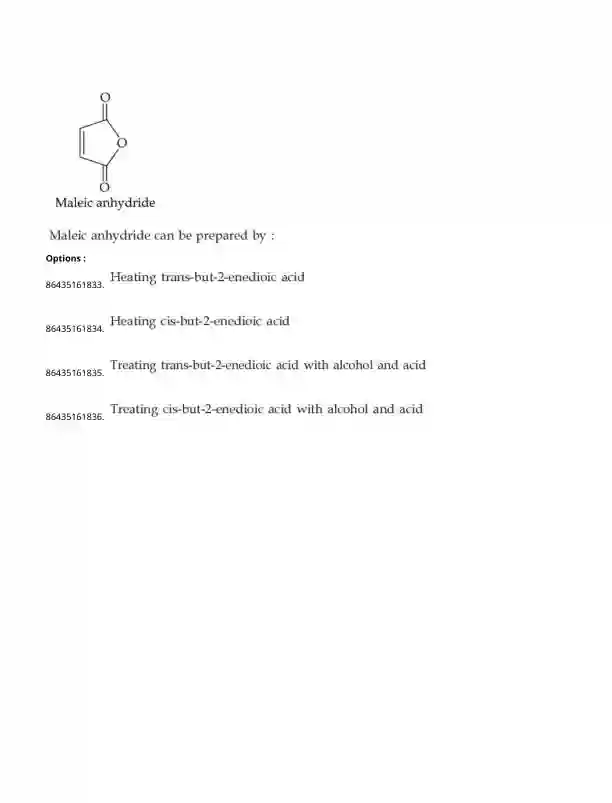 O
O
O
Maleic anhydride
Maleic anhydride can be prepared by :
Options :
86435161833. Heating trans-but-2-enedioic acid
86435161834. Heating cis-but-2-enedioic acid
86435161835. Treating trans-but-2-enedioic acid with alcohol and acid
86435161836. Treating cis-but-2-enedioic acid with alcohol and acid